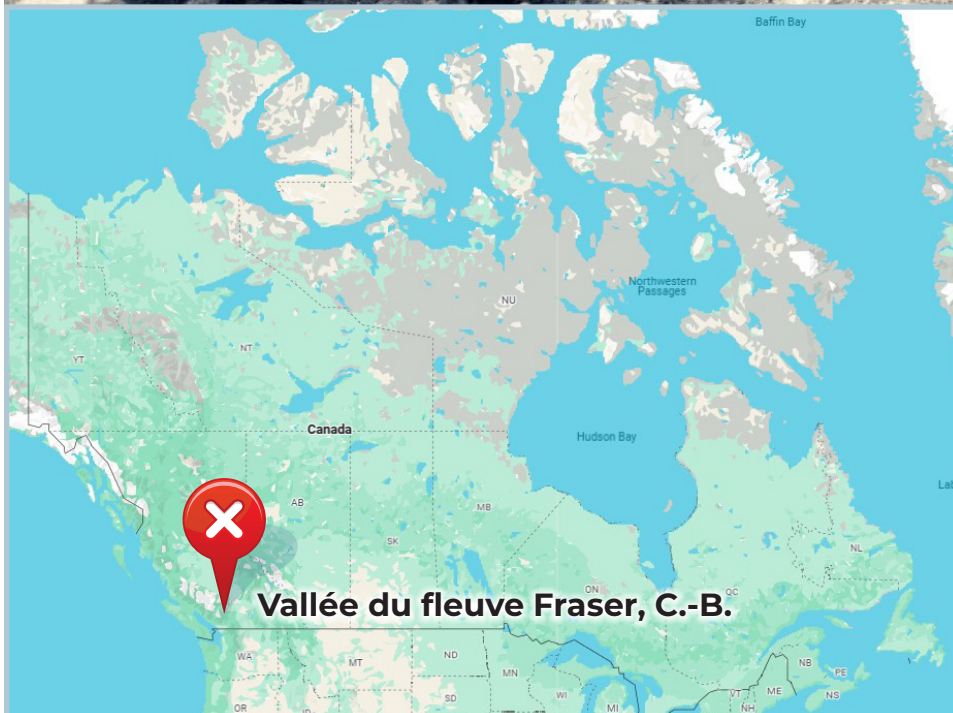 Baffin Bay
Northwestern
Passages
NU
YT
NT
Canada
Hudson Bay
AB
MB
SK
NL
ON
QC
Vallée du fleuve Fraser, C.-B.
WA
MT
ND
MN
NB
PE
OR
SD
WI
MI
VT
ME
NS
NH